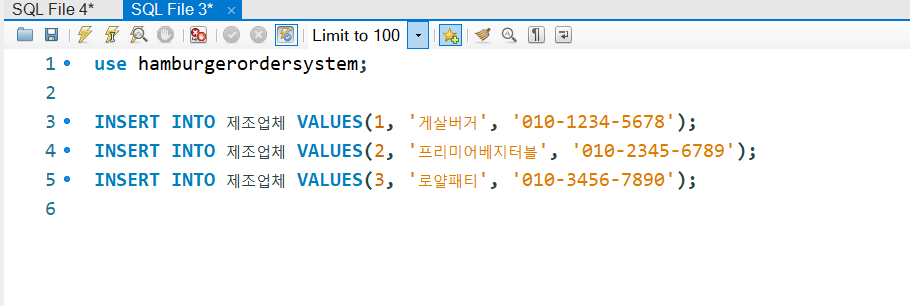 SQL File 4* SQL File 3* ×
Limit to 100
1 use hamburgerordersystem;
2
3 INSERT INTO 제조업체 VALUES(1, '게살버거', '010-1234-5678');
4 INSERT INTO 제조업체 VALUES(2, '프리미어베지터블', '010-2345-6789');
5 INSERT INTO 제조업체 VALUES(3, '로얄패티', '010-3456-7890');
6